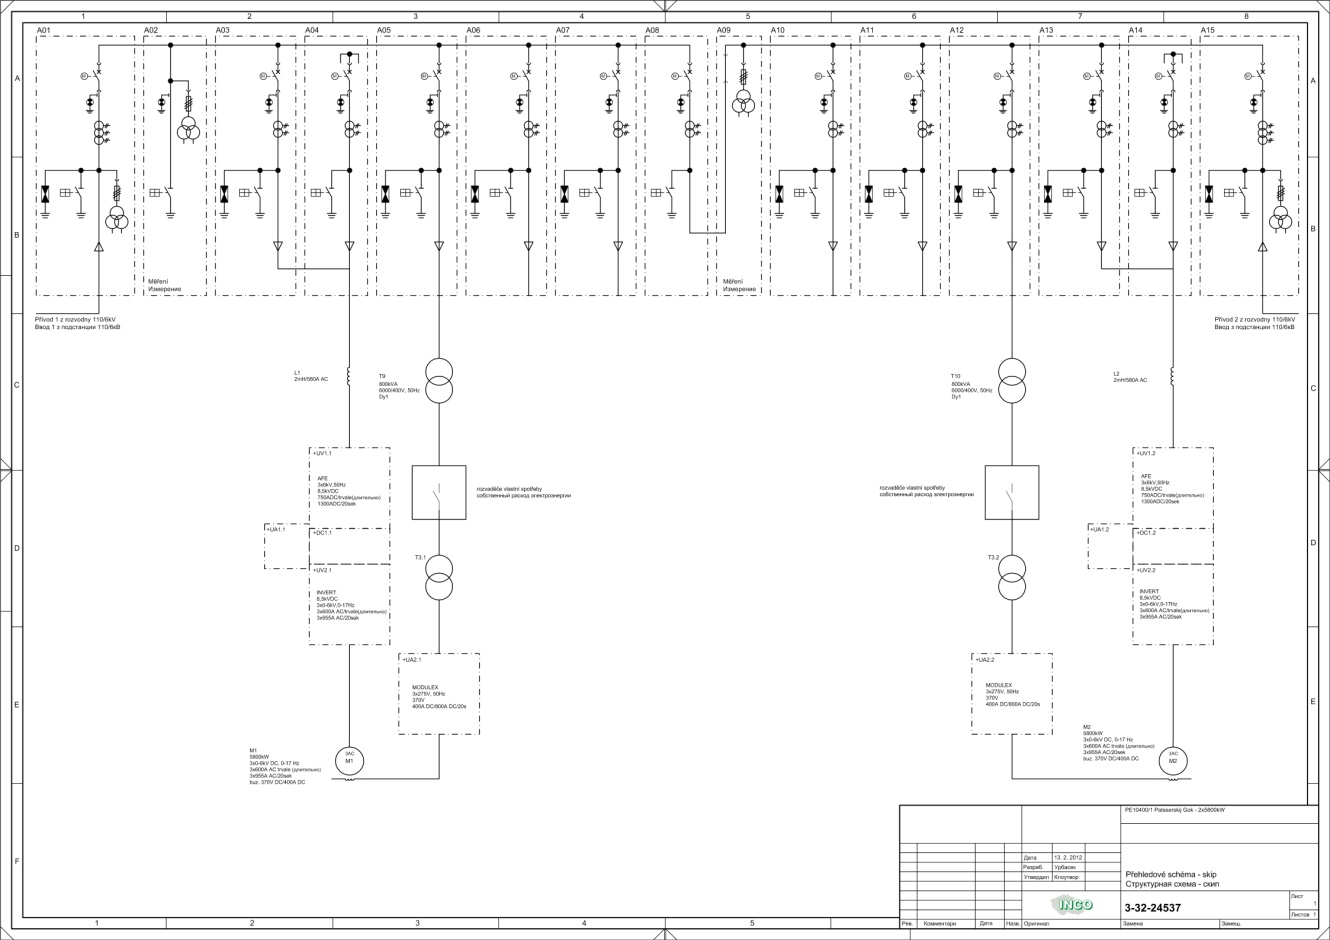 1 2 3 4 5 6 7 8
A01 A02 A03 A04 A05 A06 A07 A08 A09 A10 A11 A12 A13 A14 A15
A
A
B
B
Měření
Измерение
Měření
Измерение
Přívod 1 z rozvodny 110/6kV
Ввод 1 з подстанции 110/6кВ
Přívod 2 z rozvodny 110/6kV
Ввод з подстанции 110/6кВ
C
C
L1
2mH/580A AC
T9
800kVA
6000/400V, 50Hz
Dy1
T10
800kVA
6000/400V, 50Hz
Dy1
L2
2mH/580A AC
+UV1.1
AFE
3x6kV,50Hz
8,5kVDC
750ADC/trvale(длительно)
1300ADC/20sek
rozvaděče vlastní spotřeby
собственный расход электроэнергии
rozvaděče vlastní spotřeby
собственный расход электроэнергии
+UV1.2
AFE
3x6kV,50Hz
8,5kVDC
750ADC/trvale(длительно)
1300ADC/20sek
D
D
+UA1.1
+DC1.1
+UV2.1
INVERT
8,5kVDC
3x0-6kV,0-17Hz
3x600A AC/trvale(длительно)
3x955A AC/20sek
T3.1
T3.2
+UA1.2
+DC1.2
+UV2.2
INVERT
8,5kVDC
3x0-6kV,0-17Hz
3x600A AC/trvale(длительно)
3x955A AC/20sek
E
E
+UA2.1
MODULEX
3x275V, 50Hz
370V
400A DC/800A DC/20s
+UA2.2
MODULEX
3x275V, 50Hz
370V
400A DC/800A DC/20s
M1
5800kW
3x0-6kV DC, 0-17 Hz
3x600A AC trvale (длительно)
3x955A AC/20sek
buz. 370V DC/400A DC
3AC
M1
M2
5800kW
3x0-6kV DC, 0-17 Hz
3x600A AC trvale (длительно)
3x955A AC/20sek
buz. 370V DC/400A DC
3AC
M2
F
PE10400/1 Palaserskij Gok - 2x5800kW
Дата 13. 2. 2012
Разраб. Урбасек
Утвердил Клоутвор
Přehledové schéma - skip
Структурная схема - скип
INCO
3-32-24537
Лист
1
Листов 1
Рев. Комментари Дата Назв. Оригинал Замена Замещ.
1 2 3 4 5